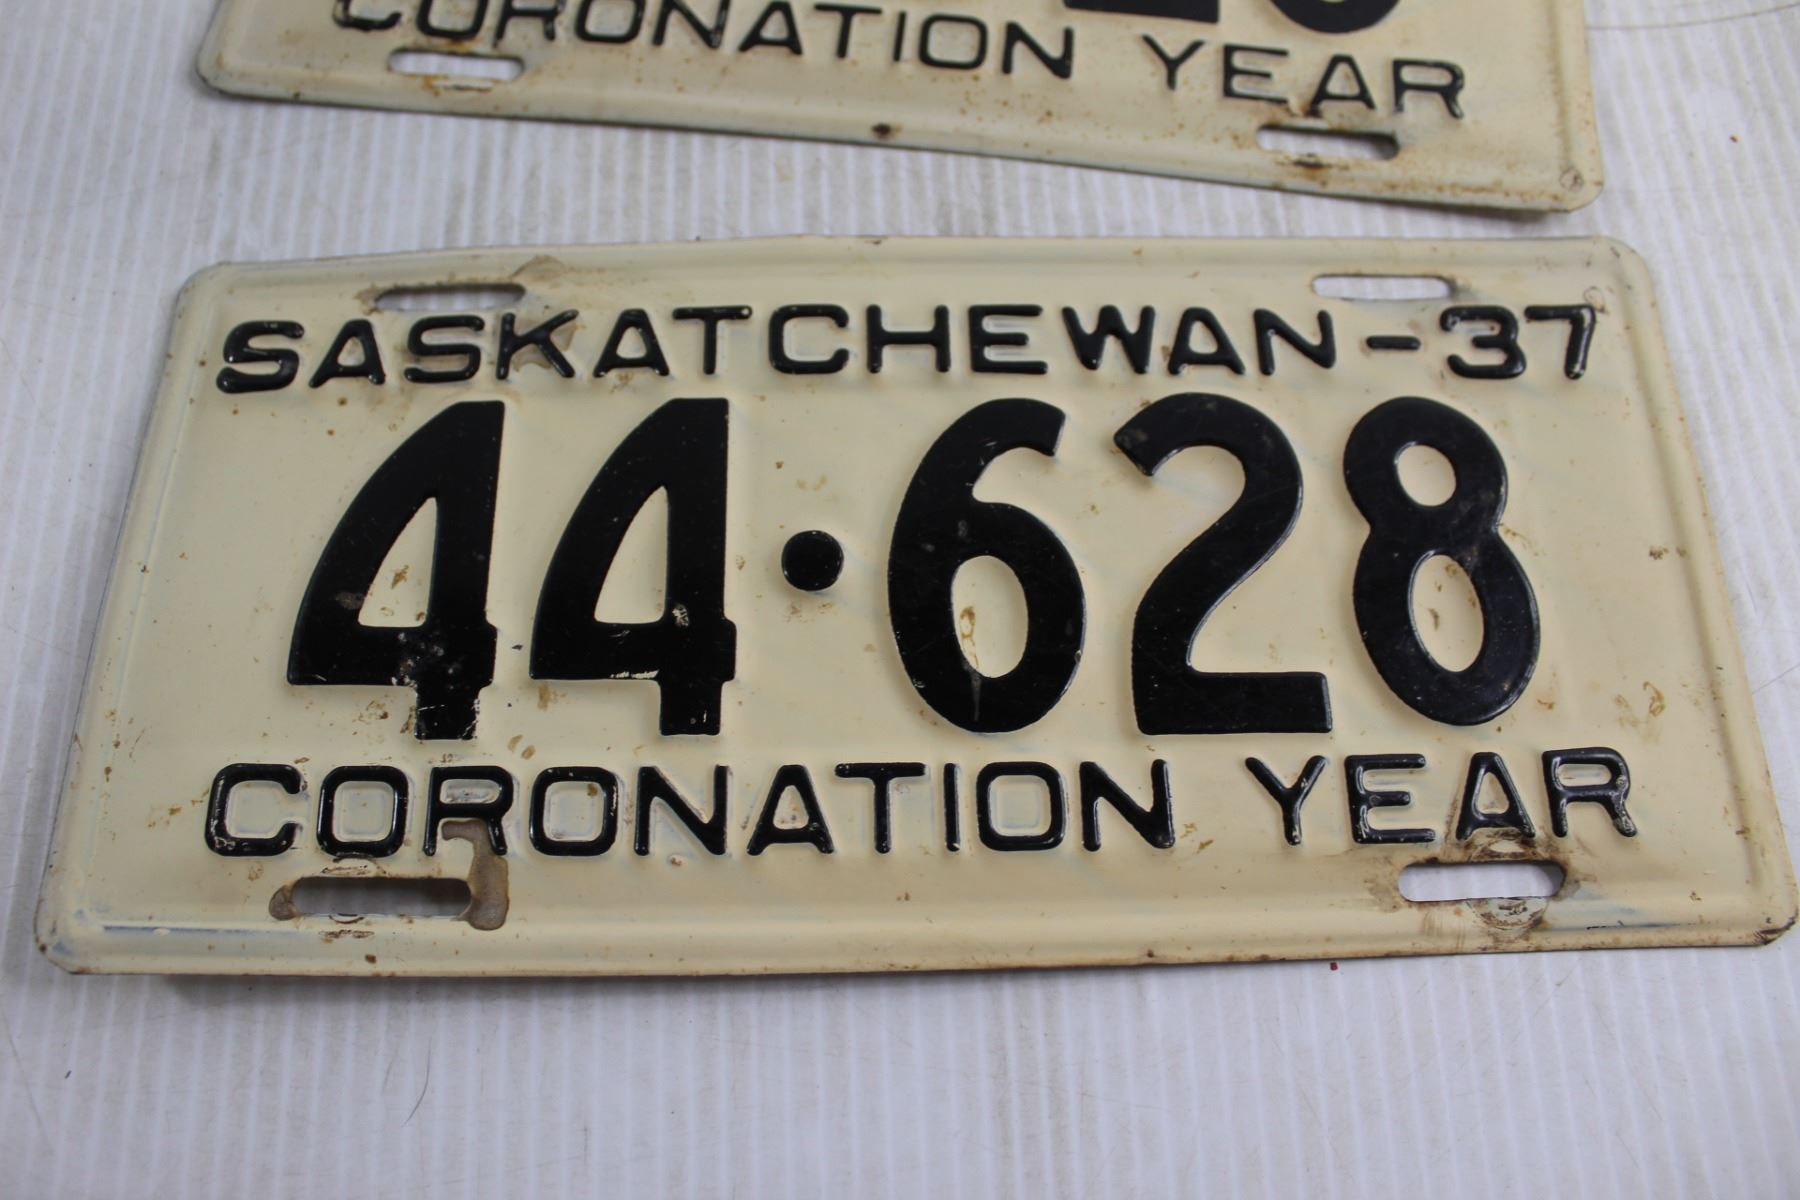 CORONATION YEAR
SASKATCHEWAN-37
44·628
CORONATION YEAR